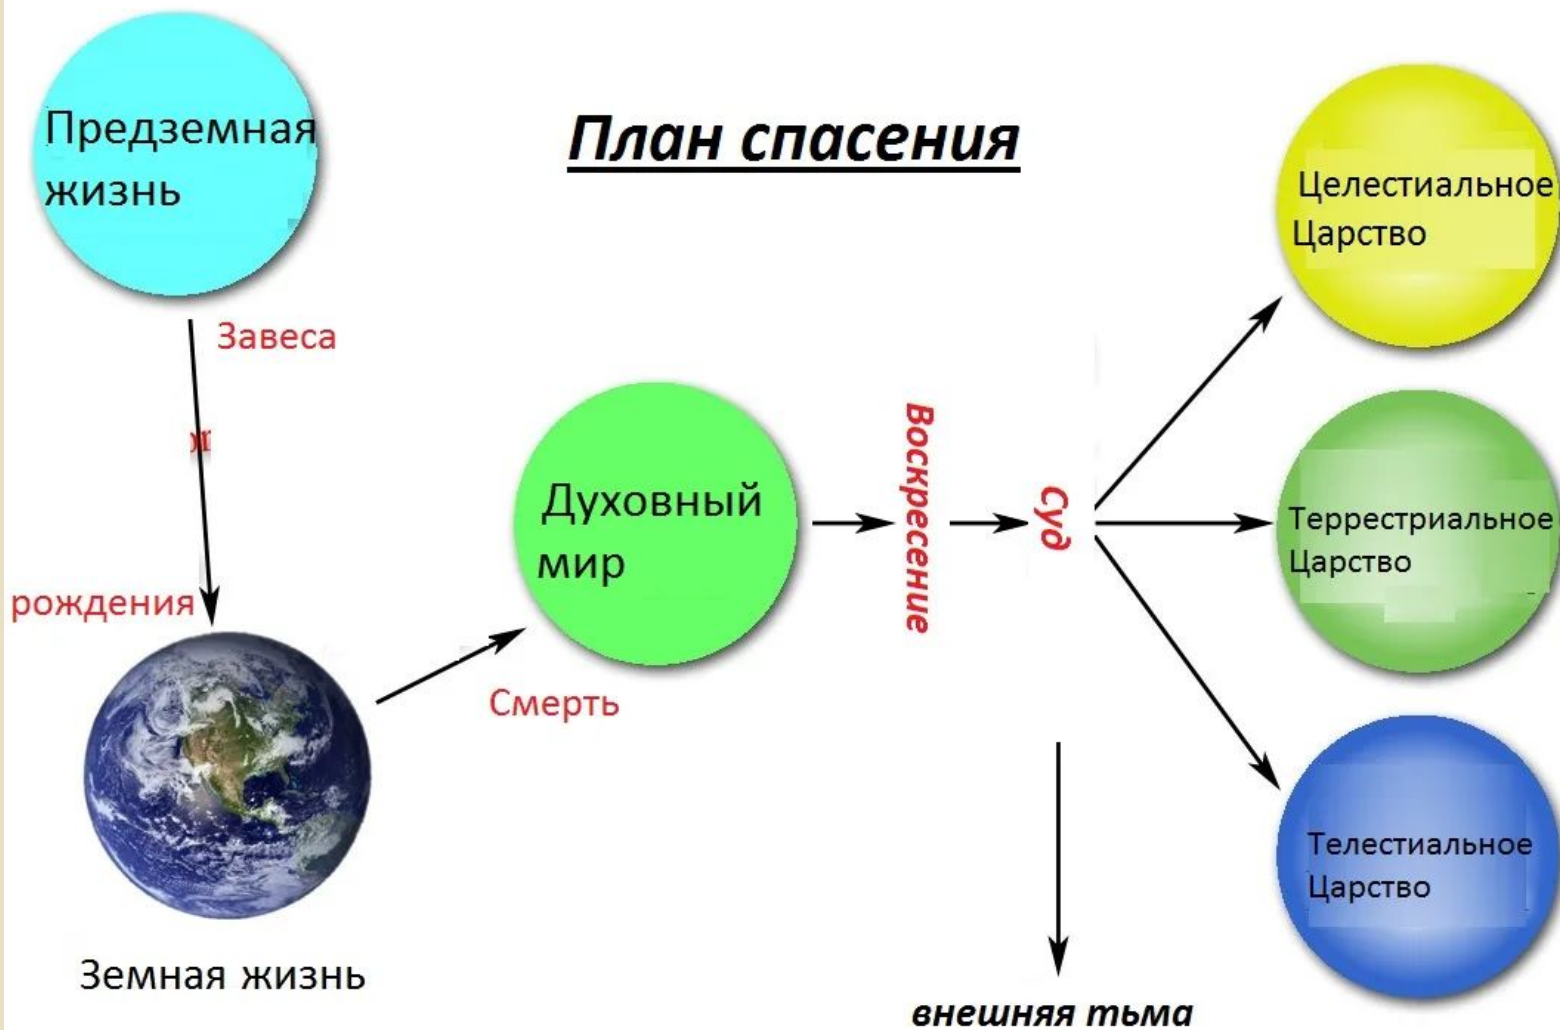 План спасения
Предземная
жизнь
Завеса
рождения
Земная жизнь
Смерть
Духовный
мир
Воскресение
Суд
Целестиальное
Царство
Террестриальное
Царство
Телестиальное
Царство
внешняя тьма